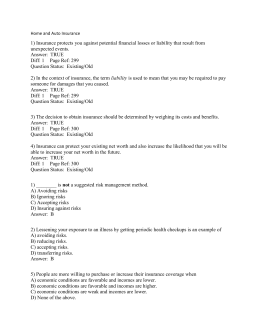 Home and Auto Insurance
1) Insurance protects you against potential financial losses or liability that result from
unexpected events.
Answer: TRUE
Diff: 1 Page Ref: 299
Question Status: Existing/Old
2) In the context of insurance, the term liability is used to mean that you may be required to pay
someone for damages that you caused.
Answer: TRUE
Diff: 1 Page Ref: 299
Question Status: Existing/Old
3) The decision to obtain insurance should be determined by weighing its costs and benefits.
Answer: TRUE
Diff: 1 Page Ref: 300
Question Status: Existing/Old
4) Insurance can protect your existing net worth and also increase the likelihood that you will be
able to increase your net worth in the future.
Answer: TRUE
Diff: 1 Page Ref: 300
Question Status: Existing/Old
1) ________ is not a suggested risk management method.
A) Avoiding risks
B) Ignoring risks
C) Accepting risks
D) Insuring against risks
Answer: B
2) Lessening your exposure to an illness by getting periodic health checkups is an example of
A) avoiding risks.
B) reducing risks.
C) accepting risks.
D) transferring risks.
Answer: B
5) People are more willing to purchase or increase their insurance coverage when
A) economic conditions are favorable and incomes are lower.
B) economic conditions are favorable and incomes are higher.
C) economic conditions are weak and incomes are lower.
D) None of the above.